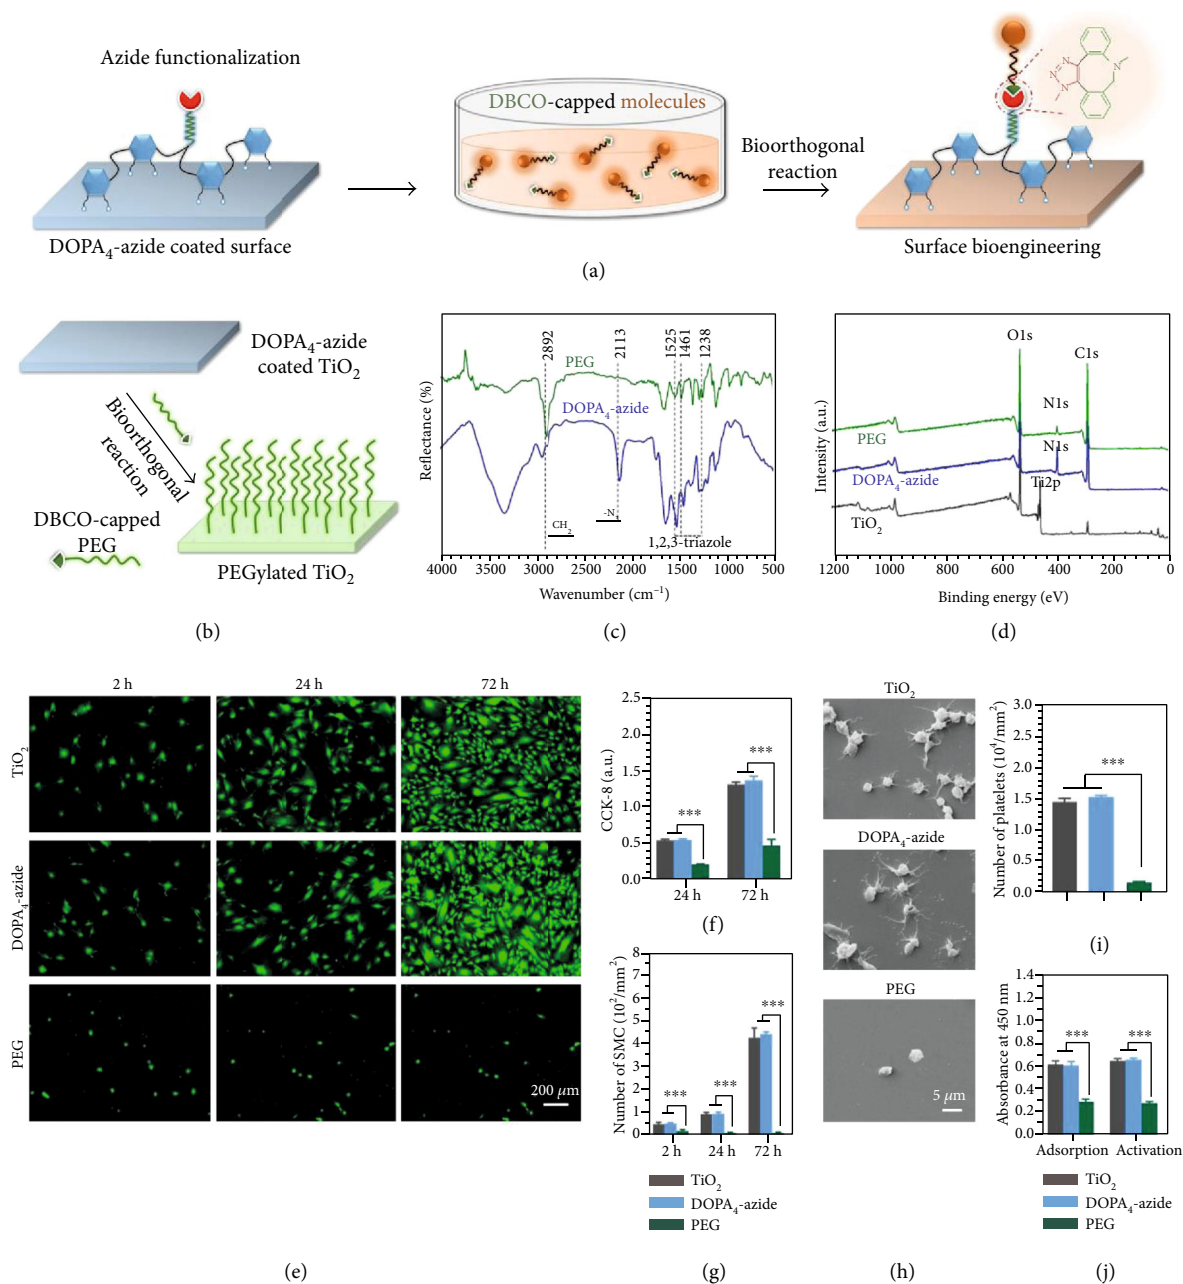 Azide functionalization
DOPA₄-azide coated surface
DBCO-capped molecules
Bioorthogonal
reaction
N
N
N
N
Surface bioengineering
(a)
DOPA₄-azide
coated TiO₂
Bioorthogonal
reaction
DBCO-capped
PEG
PEGylated TiO₂
(b)
2892
2113
1525
1461
1238
PEG
DOPA₄-azide
CH₂
-N₃
1,2,3-triazole
Reflectance (%)
4000 3500 3000 2500 2000 1500 1000 500
Wavenumber (cm⁻¹)
(c)
O1s
C1s
N1s
PEG
N1s
DOPA₄-azide
Ti2p
TiO₂
Intensity (a.u.)
1200 1000 800 600 400 200 0
Binding energy (eV)
(d)
2 h 24 h 72 h
TiO₂
DOPA₄-azide
PEG
200 μm
(e)
CCK-8 (a.u.)
2.5
2.0
1.5
1.0
0.5
0.0
***
***
24 h 72 h
(f)
Number of SMC (10²/mm²)
8
7
6
5
4
3
2
1
0
***
***
***
2 h 24 h 72 h
TiO₂
DOPA₄-azide
PEG
(g)
TiO₂
DOPA₄-azide
PEG
5 μm
(h)
Number of platelets (10⁴/mm²)
3.0
2.5
2.0
1.5
1.0
0.5
0.0
***
(i)
Absorbance at 450 nm
1.4
1.2
1.0
0.8
0.6
0.4
0.2
0.0
***
***
Adsorption Activation
TiO₂
DOPA₄-azide
PEG
(j)